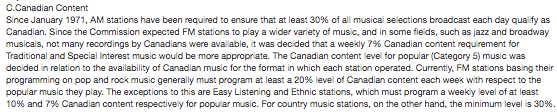 C.Canadian Content
Since January 1971, AM stations have been required to ensure that at least 30% of all musical selections broadcast each day qualify as
Canadian. Since the Commission expected FM stations to play a wider variety of music, and in some fields, such as jazz and broadway
musicals, not many recordings by Canadians were available, it was decided that a weekly 7% Canadian content requirement for
Traditional and Special Interest music would be more appropriate. The Canadian content level for popular (Category 5) music was
decided in relation to the availability of Canadian music for the format in which each station operated. Currently, FM stations basing their
programming on pop and rock music generally must program at least a 20% level of Canadian content each week with respect to the
popular music they play. The exceptions to this are Easy Listening and Ethnic stations, which must program a weekly level of at least
10% and 7% Canadian content respectively for popular music. For country music stations, on the other hand, the minimum level is 30%